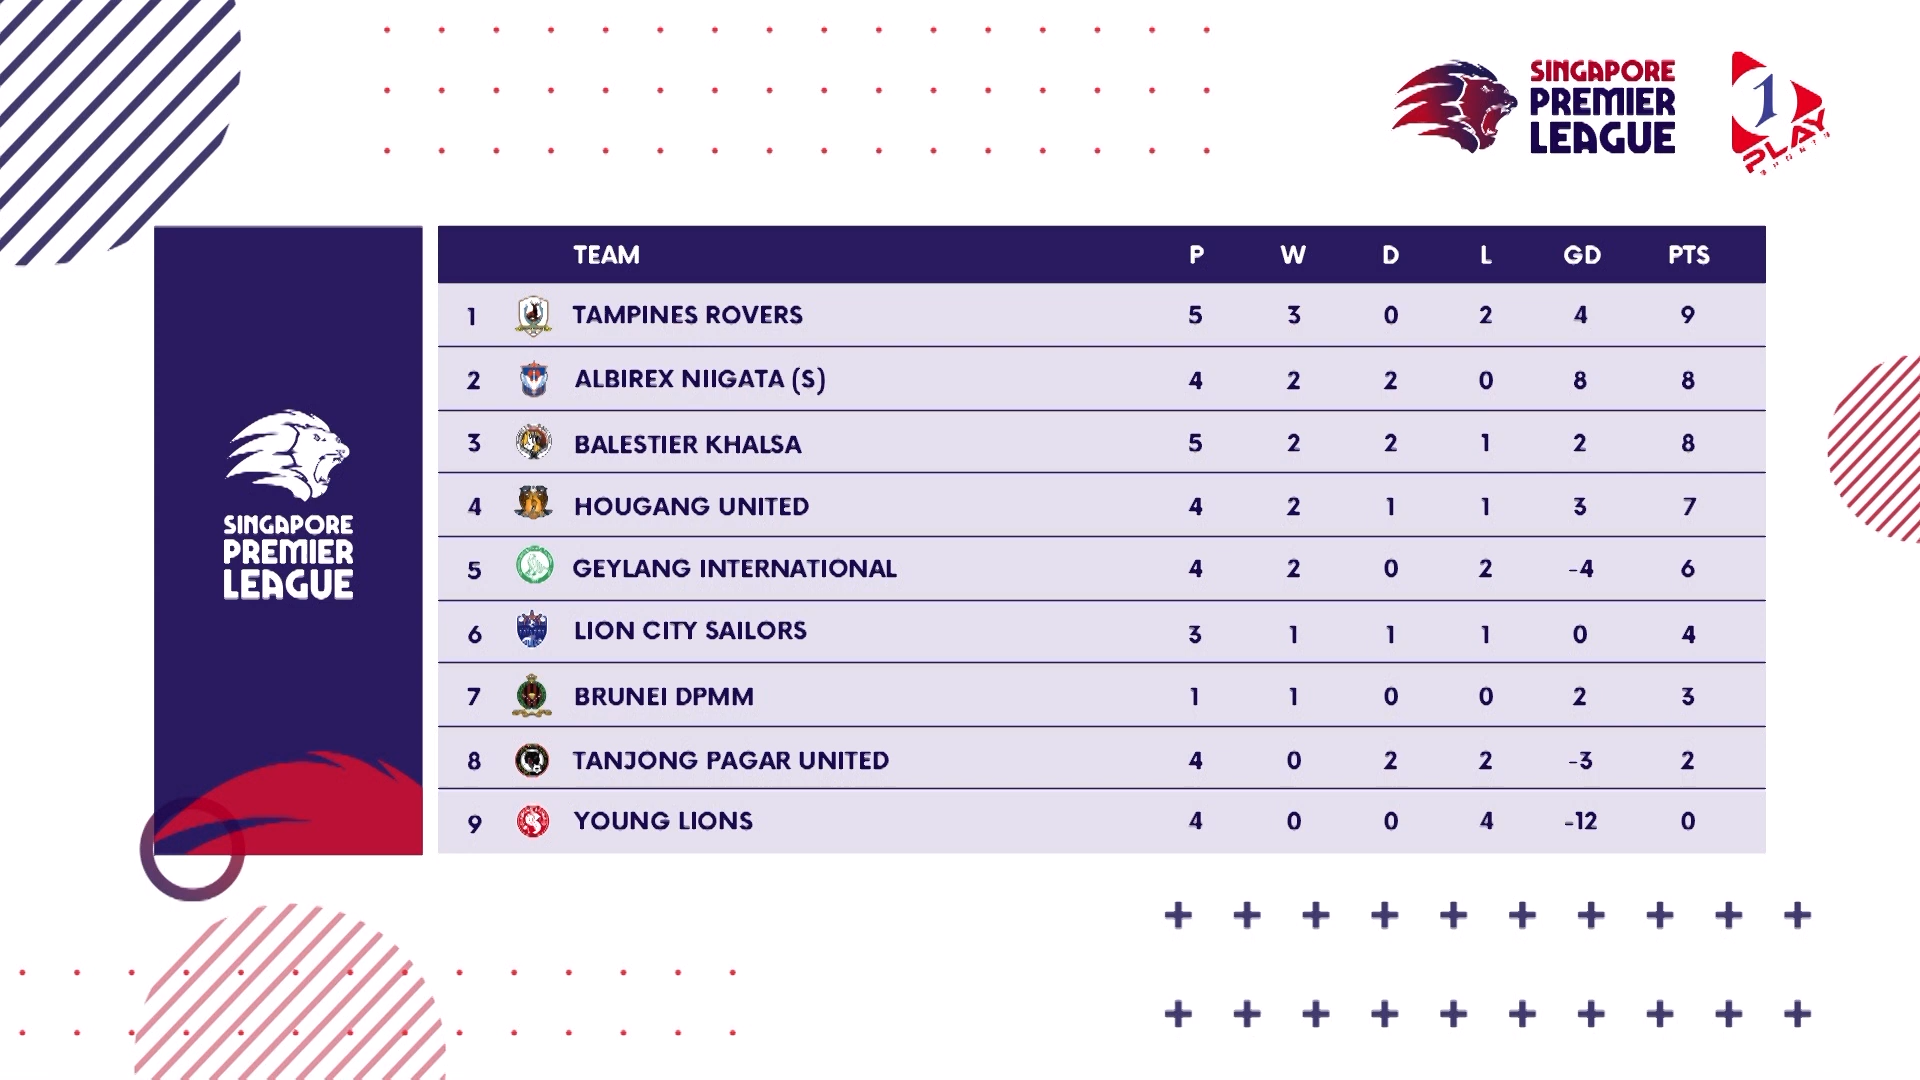 SINGAPORE
PREMIER
LEAGUE
1
PLAY
SINGAPORE
PREMIER
LEAGUE
TEAM P W D L GD PTS
1 TAMPINES ROVERS 5 3 0 2 4 9
2 ALBIREX NIIGATA (S) 4 2 2 0 8 8
3 BALESTIER KHALSA 5 2 2 1 2 8
4 HOUGANG UNITED 4 2 1 1 3 7
5 GEYLANG INTERNATIONAL 4 2 0 2 -4 6
6 LION CITY SAILORS 3 1 1 1 0 4
7 BRUNEI DPMM 1 1 0 0 2 3
8 TANJONG PAGAR UNITED 4 0 2 2 -3 2
9 YOUNG LIONS 4 0 0 4 -12 0